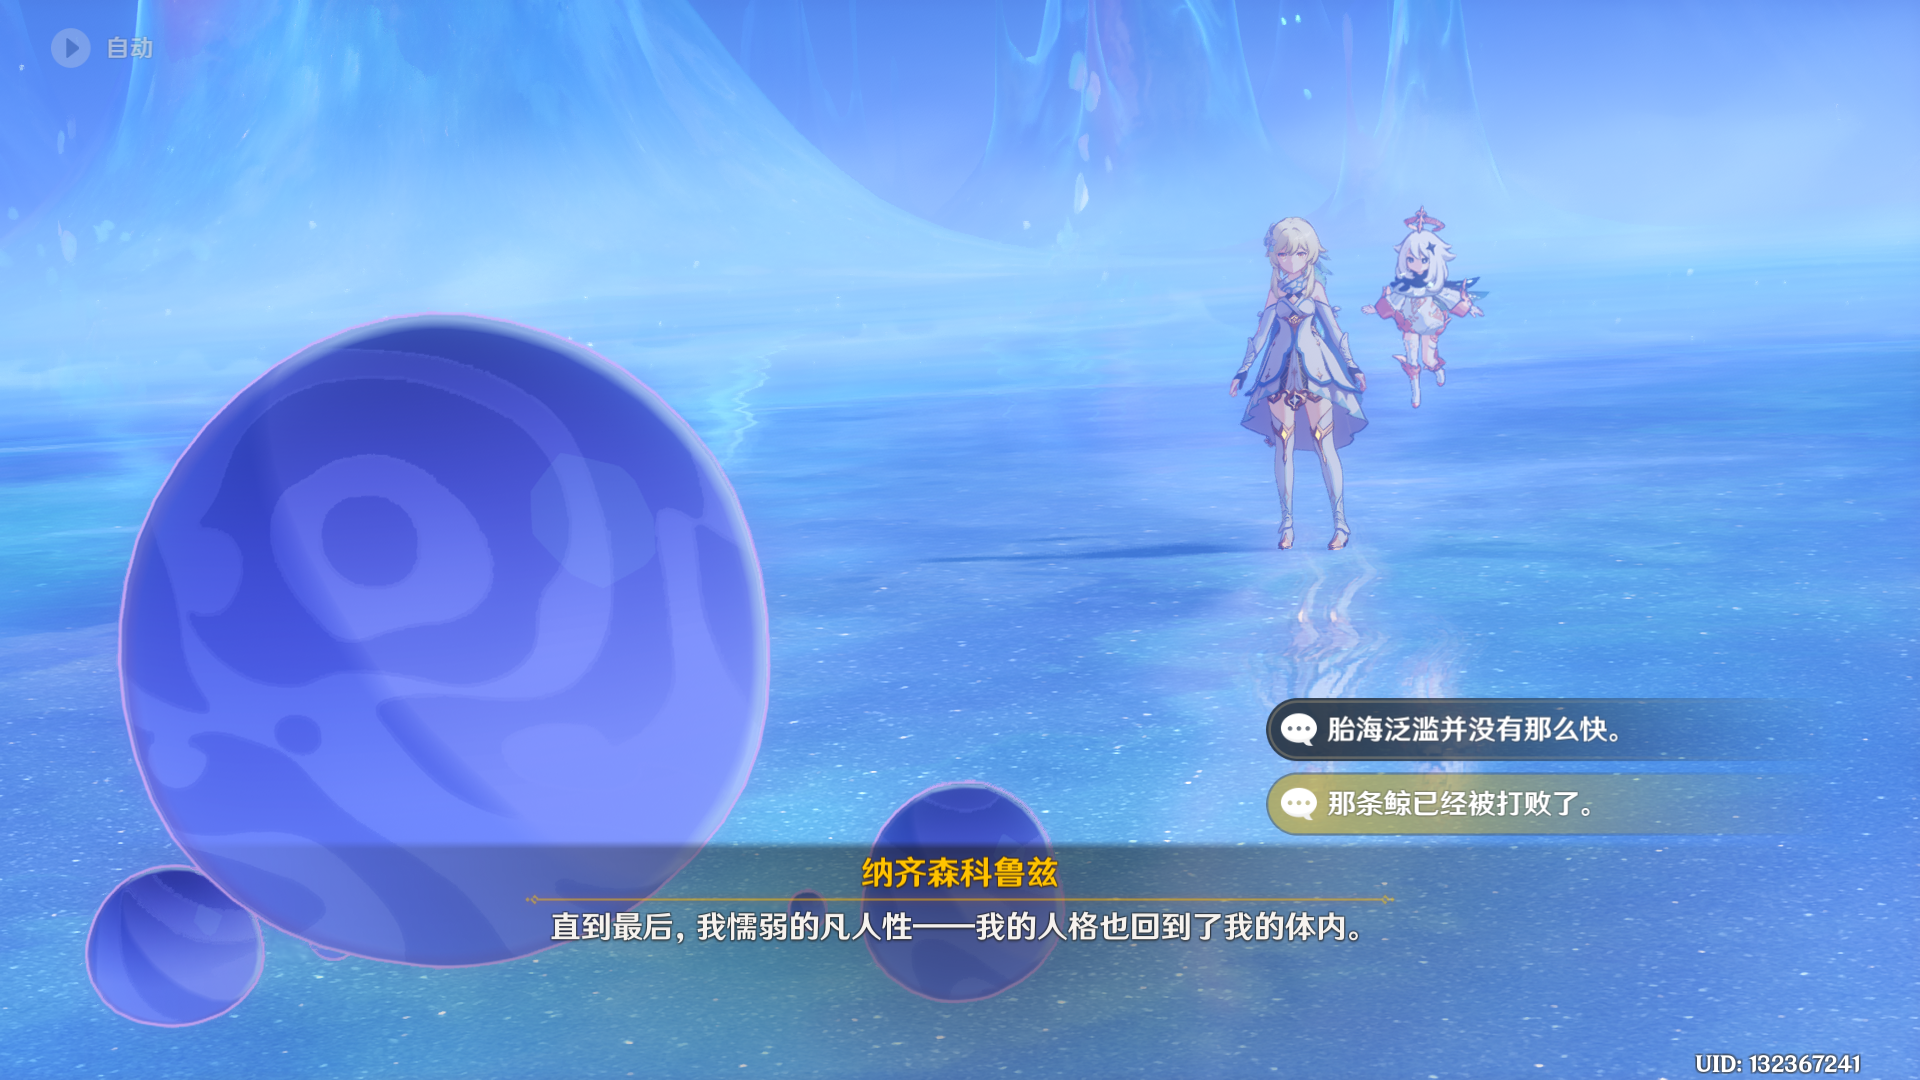 自动
胎海泛滥并没有那么快。
那条鲸已经被打败了。
纳齐森科鲁兹
直到最后，我懦弱的凡人性——我的人格也回到了我的体内。
UID: 132367241